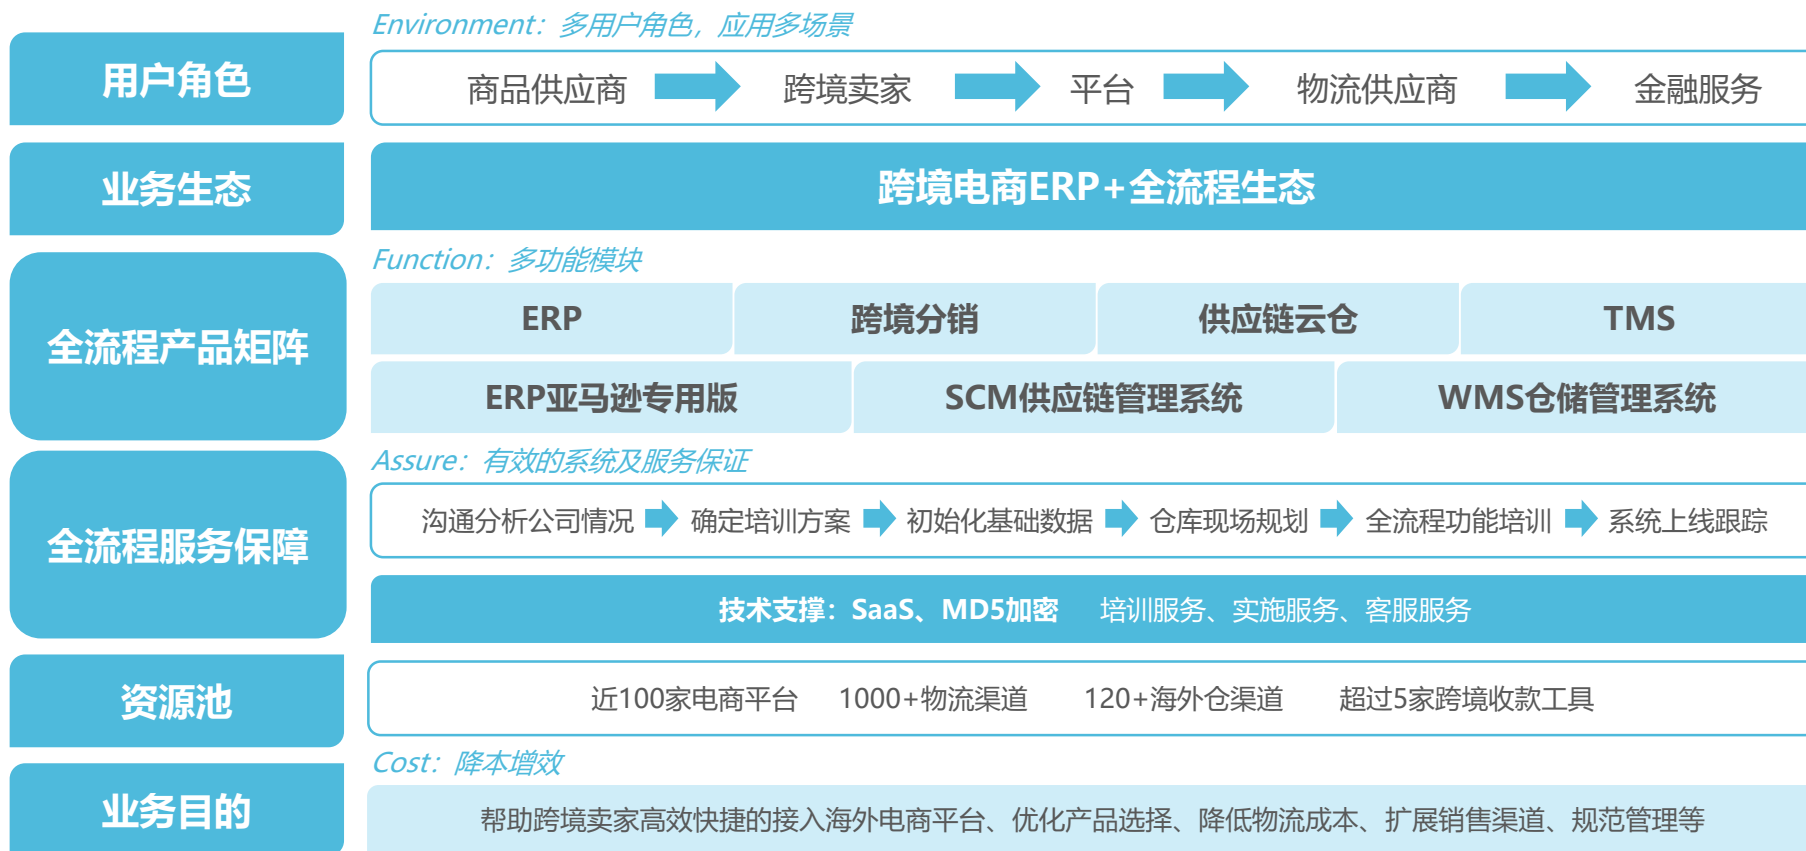 Environment：多用户角色，应用多场景
用户角色
商品供应商 跨境卖家 平台 物流供应商 金融服务
业务生态
跨境电商ERP+全流程生态
Function：多功能模块
全流程产品矩阵
ERP 跨境分销 供应链云仓 TMS
ERP亚马逊专用版 SCM供应链管理系统 WMS仓储管理系统
Assure：有效的系统及服务保证
全流程服务保障
沟通分析公司情况 确定培训方案 初始化基础数据 仓库现场规划 全流程功能培训 系统上线跟踪
技术支撑：SaaS、MD5加密 培训服务、实施服务、客服服务
资源池
近100家电商平台 1000+物流渠道 120+海外仓渠道 超过5家跨境收款工具
Cost：降本增效
业务目的
帮助跨境卖家高效快捷的接入海外电商平台、优化产品选择、降低物流成本、扩展销售渠道、规范管理等